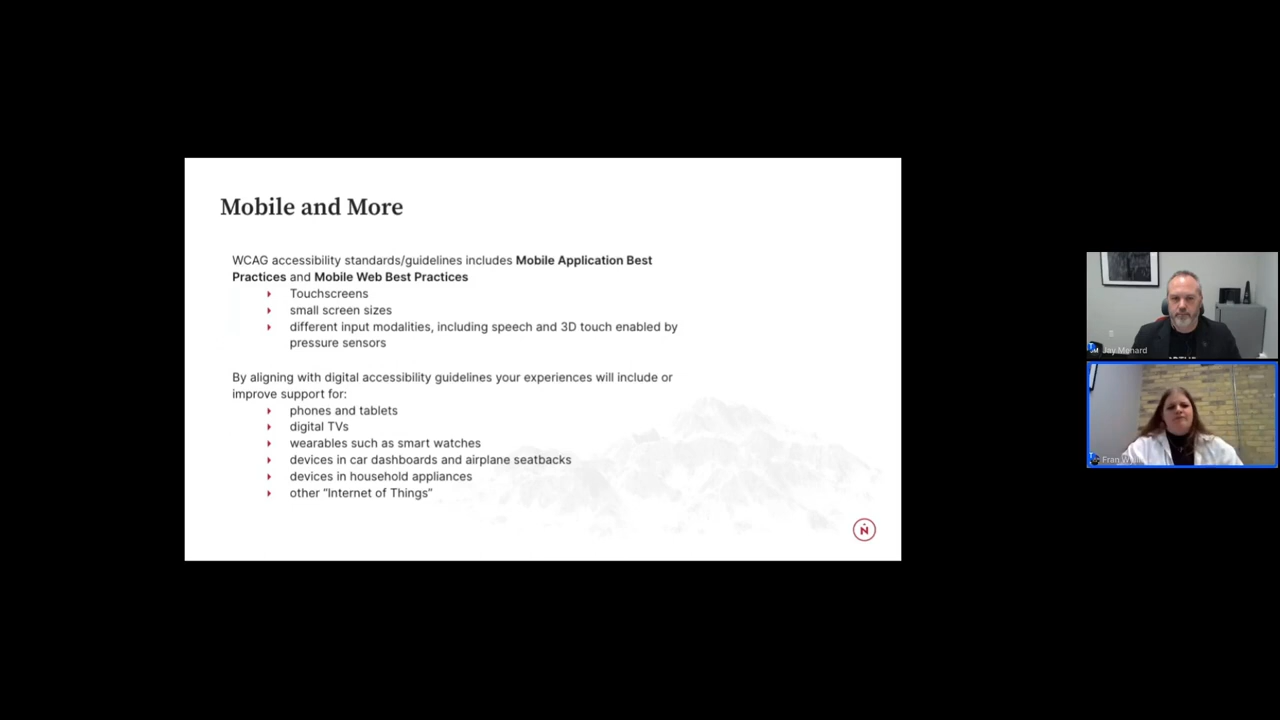 Mobile and More
WCAG accessibility standards/guidelines includes Mobile Application Best
Practices and Mobile Web Best Practices
Touchscreens
small screen sizes
different input modalities, including speech and 3D touch enabled by
pressure sensors
By aligning with digital accessibility guidelines your experiences will include or
improve support for:
phones and tablets
digital TVs
wearables such as smart watches
devices in car dashboards and airplane seatbacks
devices in household appliances
other “Internet of Things”
N
Jay Menard
Fran